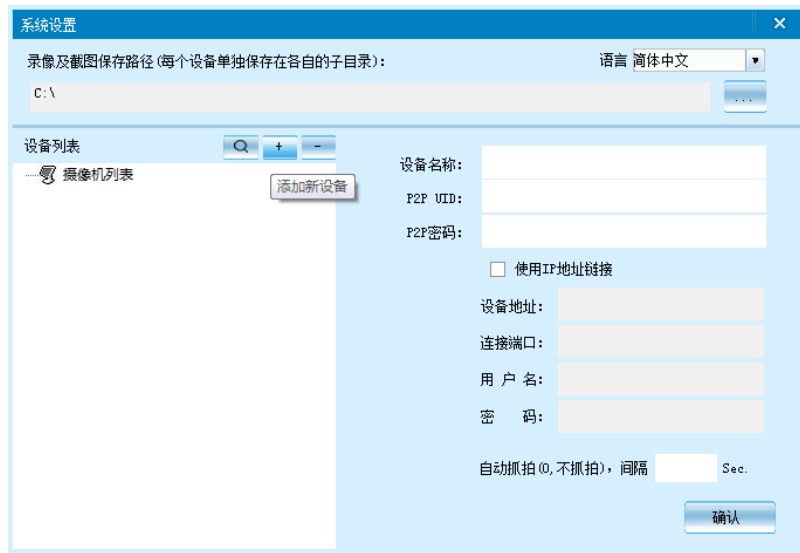 系统设置
录像及截图保存路径(每个设备单独保存在各自的子目录):
语言 简体中文
C:\
...
设备列表
+
-
摄像机列表
添加新设备
设备名称:
P2P UID:
P2P密码:
使用IP地址链接
设备地址:
连接端口:
用 户 名:
密 码:
自动抓拍(0,不抓拍),间隔 Sec.
确认